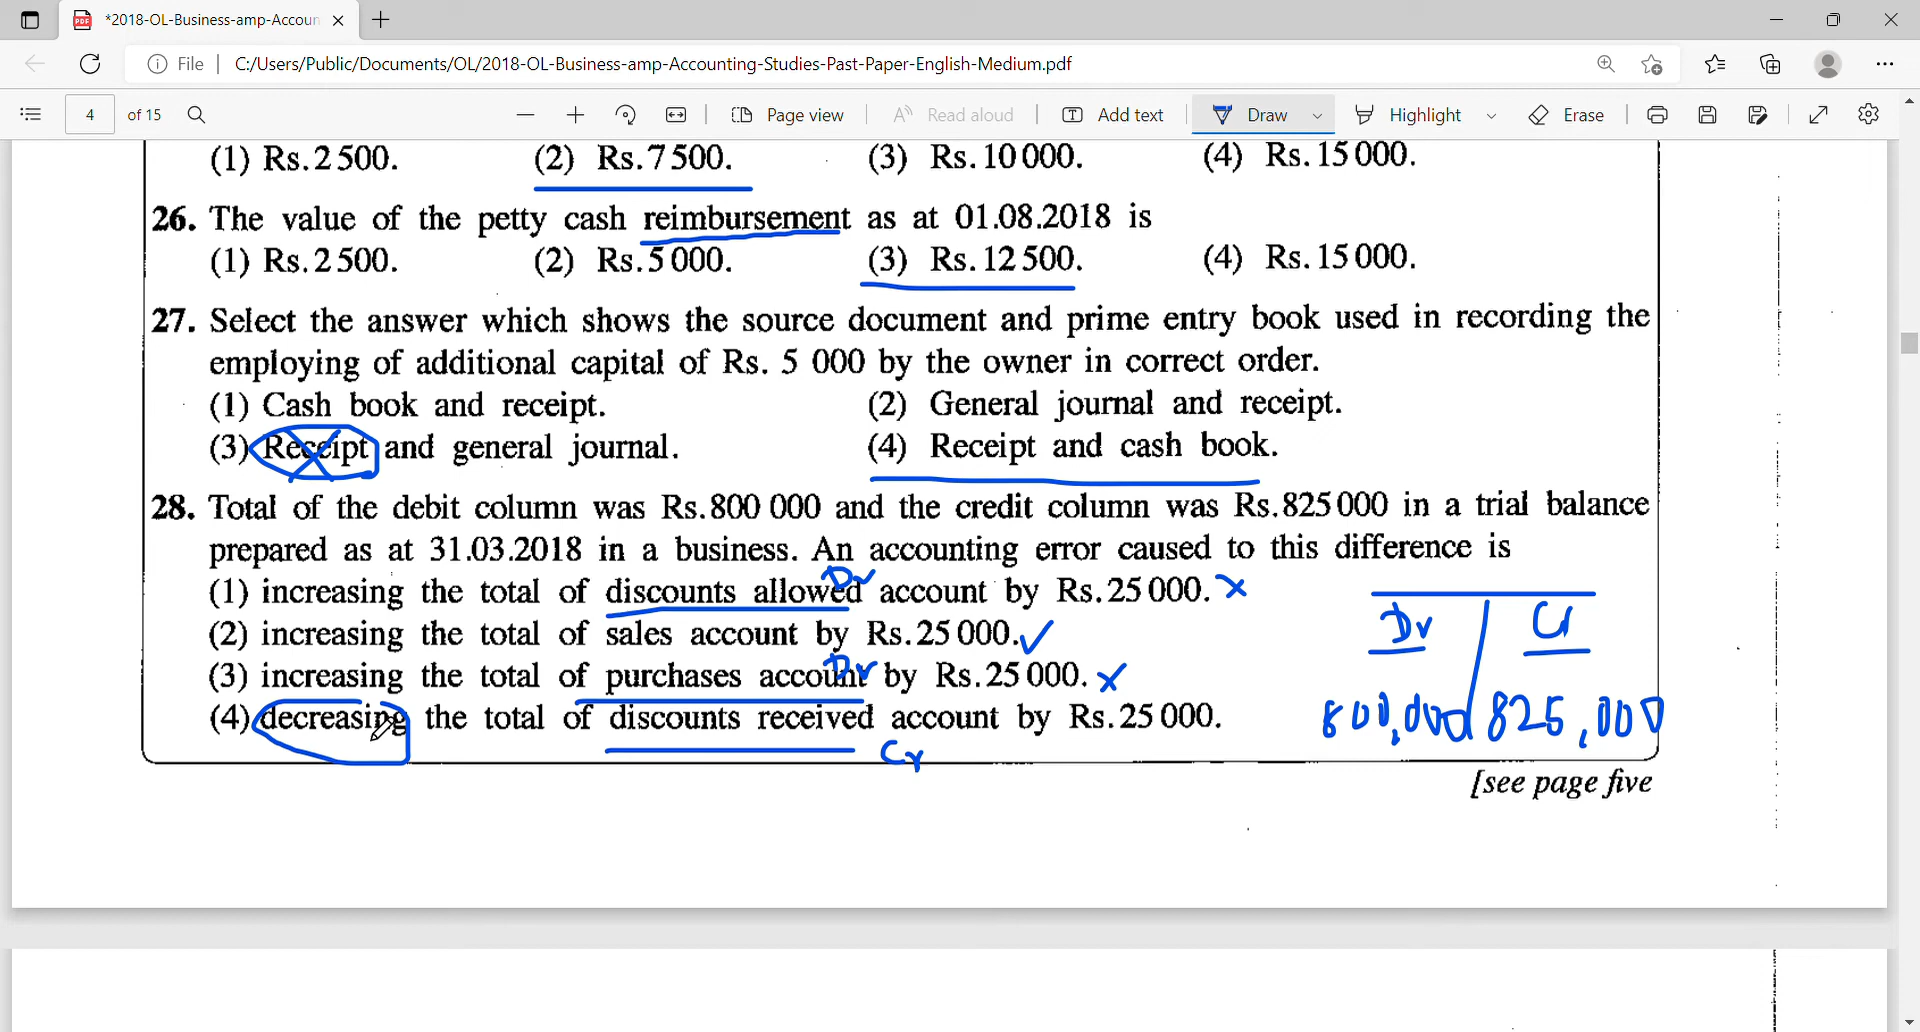 *2018-OL-Business-amp-Accoun
File C:/Users/Public/Documents/OL/2018-OL-Business-amp-Accounting-Studies-Past-Paper-English-Medium.pdf
4 of 15 Page view Read aloud Add text Draw Highlight Erase
(1) Rs. 2 500. (2) Rs. 7 500. (3) Rs. 10 000. (4) Rs. 15 000.
26. The value of the petty cash reimbursement as at 01.08.2018 is
(1) Rs. 2 500. (2) Rs. 5 000. (3) Rs. 12 500. (4) Rs. 15 000.
27. Select the answer which shows the source document and prime entry book used in recording the
employing of additional capital of Rs. 5 000 by the owner in correct order.
(1) Cash book and receipt. (2) General journal and receipt.
(3) Receipt and general journal. (4) Receipt and cash book.
28. Total of the debit column was Rs. 800 000 and the credit column was Rs. 825 000 in a trial balance
prepared as at 31.03.2018 in a business. An accounting error caused to this difference is
Dr
(1) increasing the total of discounts allowed account by Rs. 25 000.
Dr Cr
(2) increasing the total of sales account by Rs. 25 000.
Dr
(3) increasing the total of purchases account by Rs. 25 000.
(4) decreasing the total of discounts received account by Rs. 25 000.
800,000 825,000
Cr
[see page five